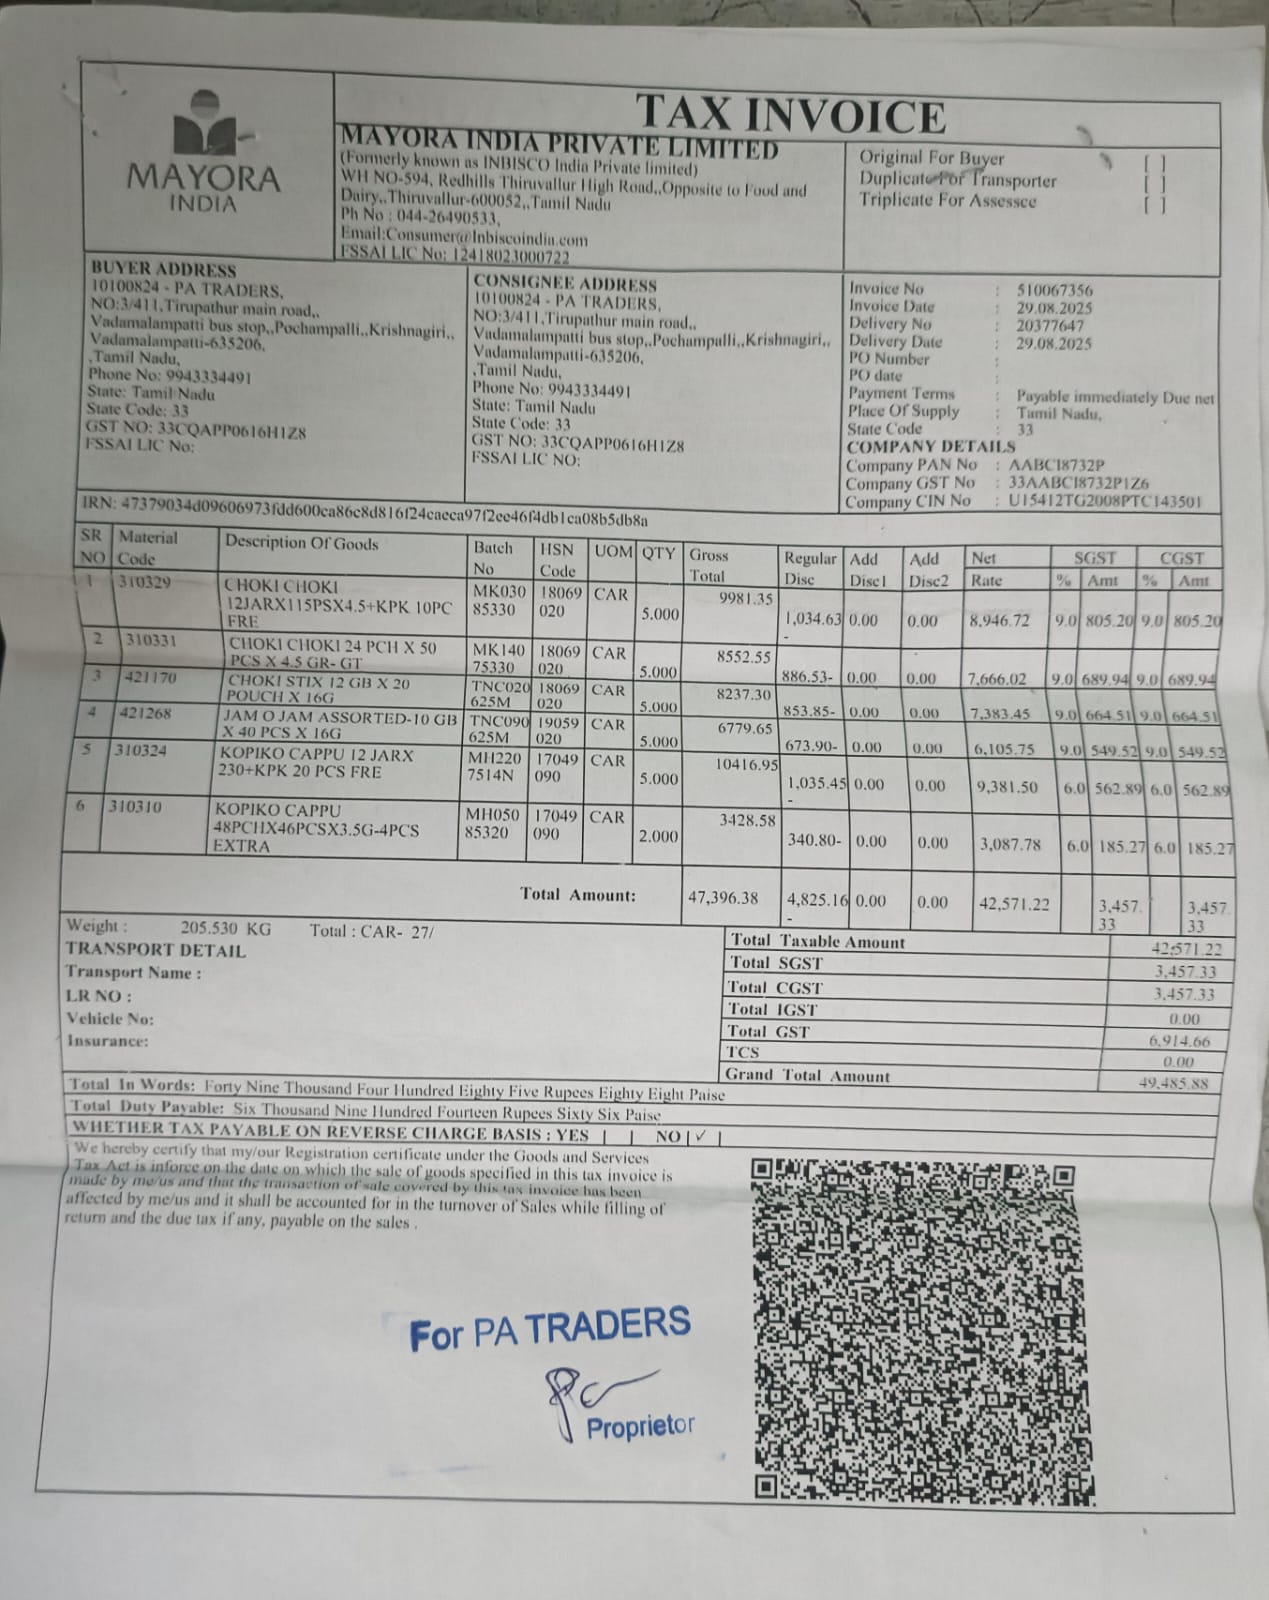 TAX INVOICE
MAYORA
INDIA
MAYORA INDIA PRIVATE LIMITED
(Formerly known as INBISCO India Private limited)
WH NO-594, Redhills Thiruvallur High Road,,Opposite to Food and
Dairy,,Thiruvallur-600052,,Tamil Nadu
Ph No : 044-26490533,
Email:Consumer@Inbiscoindia.com
FSSAI LIC No: 12418023000722
Original For Buyer [ ]
Duplicate For Transporter [ ]
Triplicate For Assessee [ ]
BUYER ADDRESS
10100824 - PA TRADERS,
NO:3/411,Tirupathur main road,,
Vadamalampatti bus stop,,Pochampalli,,Krishnagiri,,
Vadamalampatti-635206,
,Tamil Nadu,
Phone No: 9943334491
State: Tamil Nadu
State Code: 33
GST NO: 33CQAPP0616H1Z8
FSSAI LIC No:
CONSIGNEE ADDRESS
10100824 - PA TRADERS,
NO:3/411,Tirupathur main road,,
Vadamalampatti bus stop,,Pochampalli,,Krishnagiri,,
Vadamalampatti-635206,
,Tamil Nadu,
Phone No: 9943334491
State: Tamil Nadu
State Code: 33
GST NO: 33CQAPP0616H1Z8
FSSAI LIC NO:
Invoice No : 510067356
Invoice Date : 29.08.2025
Delivery No : 20377647
Delivery Date : 29.08.2025
PO Number :
PO date :
Payment Terms : Payable immediately Due net
Place Of Supply : Tamil Nadu,
State Code : 33
COMPANY DETAILS
Company PAN No : AABCI8732P
Company GST No : 33AABCI8732P1Z6
Company CIN No : U15412TG2008PTC143501
IRN: 47379034d09606973fdd600ca86c8d816f24caeca97f2ee46f4db1ca08b5db8a
SR NO Material Code Description Of Goods Batch No HSN Code UOM QTY Gross Total Regular Disc Add Disc1 Add Disc2 Net Rate SGST % Amt CGST % Amt
1 310329 CHOKI CHOKI 12JARX115PSX4.5+KPK 10PC FRE MK030 85330 18069 020 CAR 5.000 9981.35 1,034.63 - 0.00 0.00 8,946.72 9.0 805.20 9.0 805.20
2 310331 CHOKI CHOKI 24 PCH X 50 PCS X 4.5 GR- GT MK140 75330 18069 020 CAR 5.000 8552.55 886.53- 0.00 0.00 7,666.02 9.0 689.94 9.0 689.94
3 421170 CHOKI STIX 12 GB X 20 POUCH X 16G TNC020 625M 18069 020 CAR 5.000 8237.30 853.85- 0.00 0.00 7,383.45 9.0 664.51 9.0 664.51
4 421268 JAM O JAM ASSORTED-10 GB X 40 PCS X 16G TNC090 625M 19059 020 CAR 5.000 6779.65 673.90- 0.00 0.00 6,105.75 9.0 549.52 9.0 549.52
5 310324 KOPIKO CAPPU 12 JARX 230+KPK 20 PCS FRE MH220 7514N 17049 090 CAR 5.000 10416.95 1,035.45 - 0.00 0.00 9,381.50 6.0 562.89 6.0 562.89
6 310310 KOPIKO CAPPU 48PCHX46PCSX3.5G-4PCS EXTRA MH050 85320 17049 090 CAR 2.000 3428.58 340.80- 0.00 0.00 3,087.78 6.0 185.27 6.0 185.27
Total Amount: 47,396.38 4,825.16 - 0.00 0.00 42,571.22 3,457.33 3,457.33
Weight : 205.530 KG Total : CAR- 27/
TRANSPORT DETAIL
Transport Name :
LR NO :
Vehicle No:
Insurance:
Total Taxable Amount 42,571.22
Total SGST 3,457.33
Total CGST 3,457.33
Total IGST 0.00
Total GST 6,914.66
TCS 0.00
Grand Total Amount 49,485.88
Total In Words: Forty Nine Thousand Four Hundred Eighty Five Rupees Eighty Eight Paise
Total Duty Payable: Six Thousand Nine Hundred Fourteen Rupees Sixty Six Paise
WHETHER TAX PAYABLE ON REVERSE CHARGE BASIS : YES | | NO |✓ |
We hereby certify that my/our Registration certificate under the Goods and Services
Tax Act is inforce on the date on which the sale of goods specified in this tax invoice is
made by me/us and that the transaction of sale covered by this tax invoice has been
affected by me/us and it shall be accounted for in the turnover of Sales while filling of
return and the due tax if any, payable on the sales .
For PA TRADERS
Proprietor